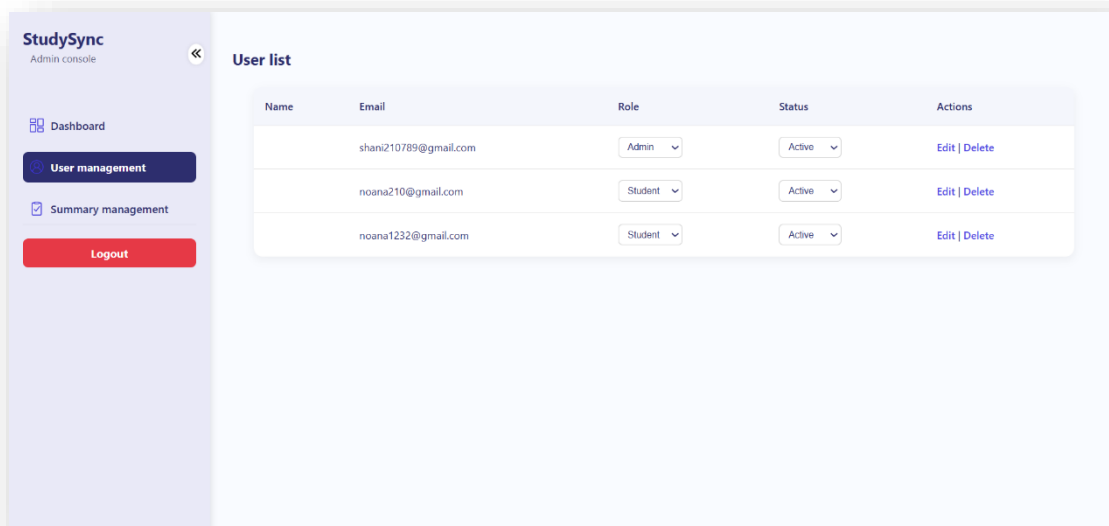 StudySync
Admin console
Dashboard
User management
Summary management
Logout
User list
Name Email Role Status Actions
shani210789@gmail.com Admin Active Edit | Delete
noana210@gmail.com Student Active Edit | Delete
noana1232@gmail.com Student Active Edit | Delete